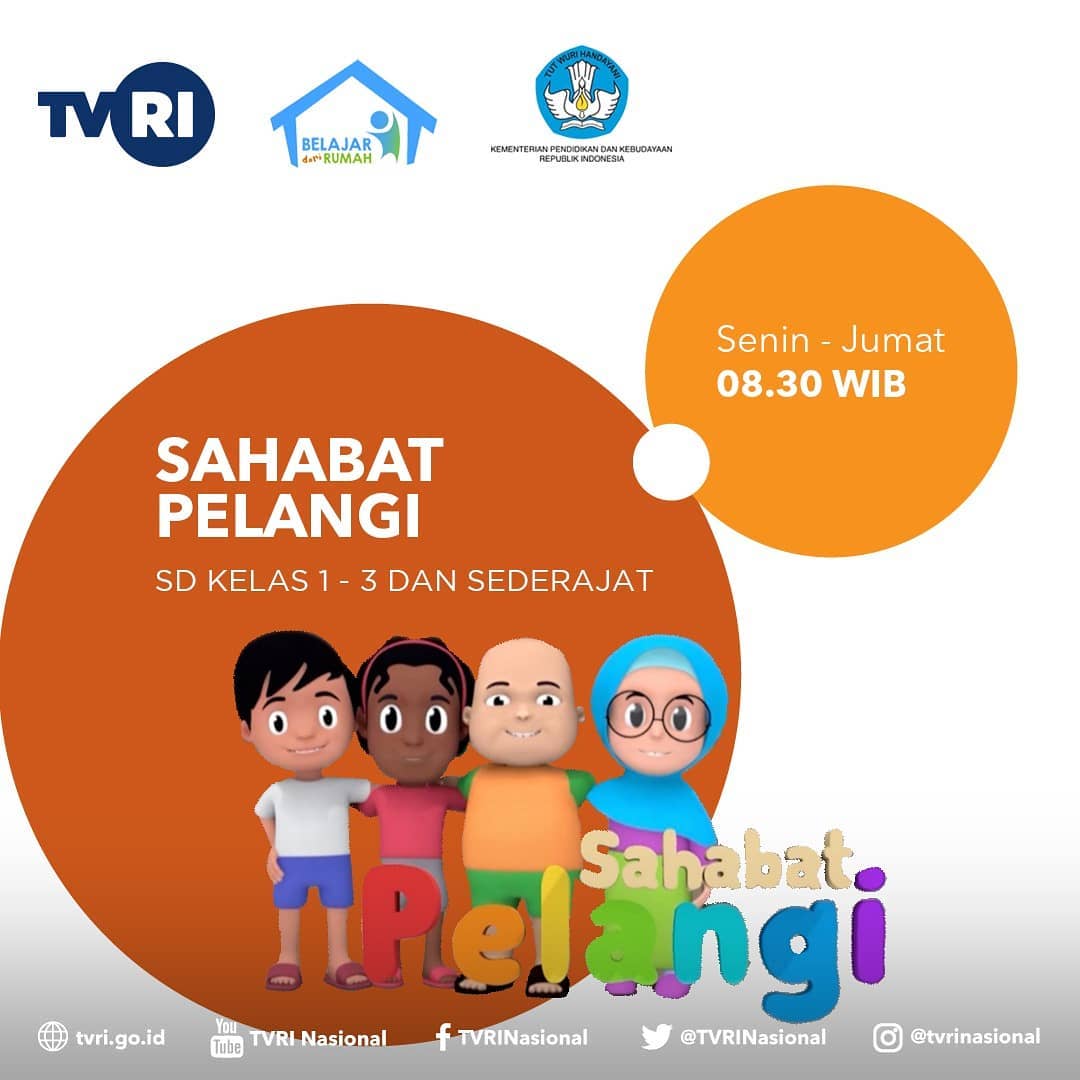 TVRI
BELAJAR
dari RUMAH
TUT WURI HANDAYANI
KEMENTERIAN PENDIDIKAN DAN KEBUDAYAAN
REPUBLIK INDONESIA
Senin - Jumat
08.30 WIB
SAHABAT
PELANGI
SD KELAS 1 - 3 DAN SEDERAJAT
Sahabat
Pelangi
tvri.go.id
You
Tube
TVRI Nasional
f TVRINasional
@TVRINasional
@tvrinasional